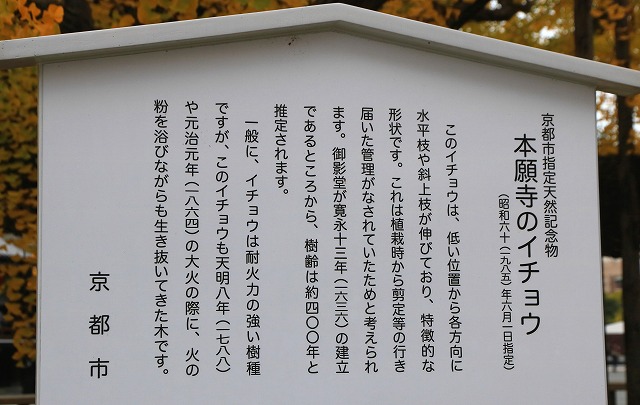 京都市指定天然記念物
本願寺のイチョウ
（昭和六十（一九八五）年六月一日指定）
このイチョウは、低い位置から各方向に
水平枝や斜上枝が伸びており、特徴的な
形状です。これは植栽時から剪定等の行き
届いた管理がなされていたためと考えられ
ます。御影堂が寛永十三年（一六三六）の建立
であるところから、樹齢は約四〇〇年と
推定されます。
一般に、イチョウは耐火力の強い樹種
ですが、このイチョウも天明八年（一七八八）
や元治元年（一八六四）の大火の際に、火の
粉を浴びながらも生き抜いてきた木です。
京都市